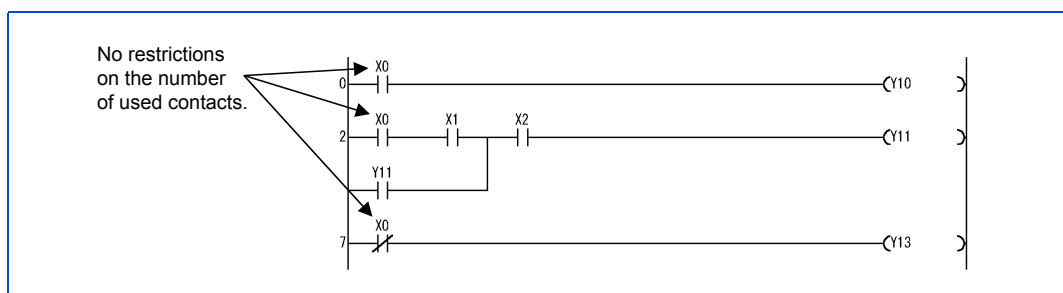 No restrictions
on the number
of used contacts.
X0
0 Y10
X0 X1 X2
2 Y11
Y11
X0
7 Y13